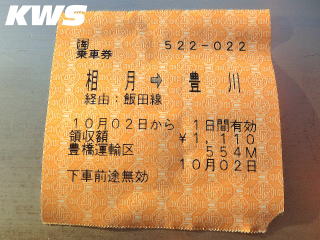 KWS
㋣
乗車券 522-022
相月⇨豊川
経由:飯田線
10月02日から 1日間有効
領収額 ¥1,110
豊橋運輸区 554M
10月02日
下車前途無効